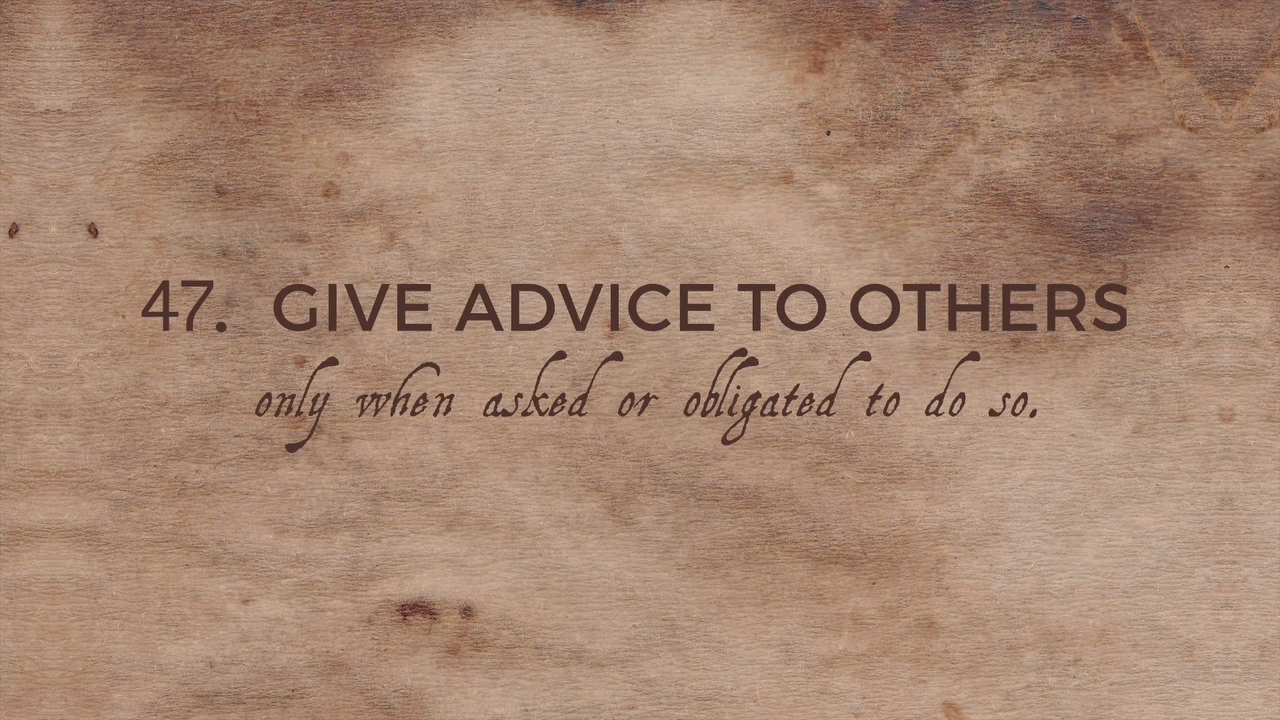 47. GIVE ADVICE TO OTHERS
only when asked or obligated to do so.